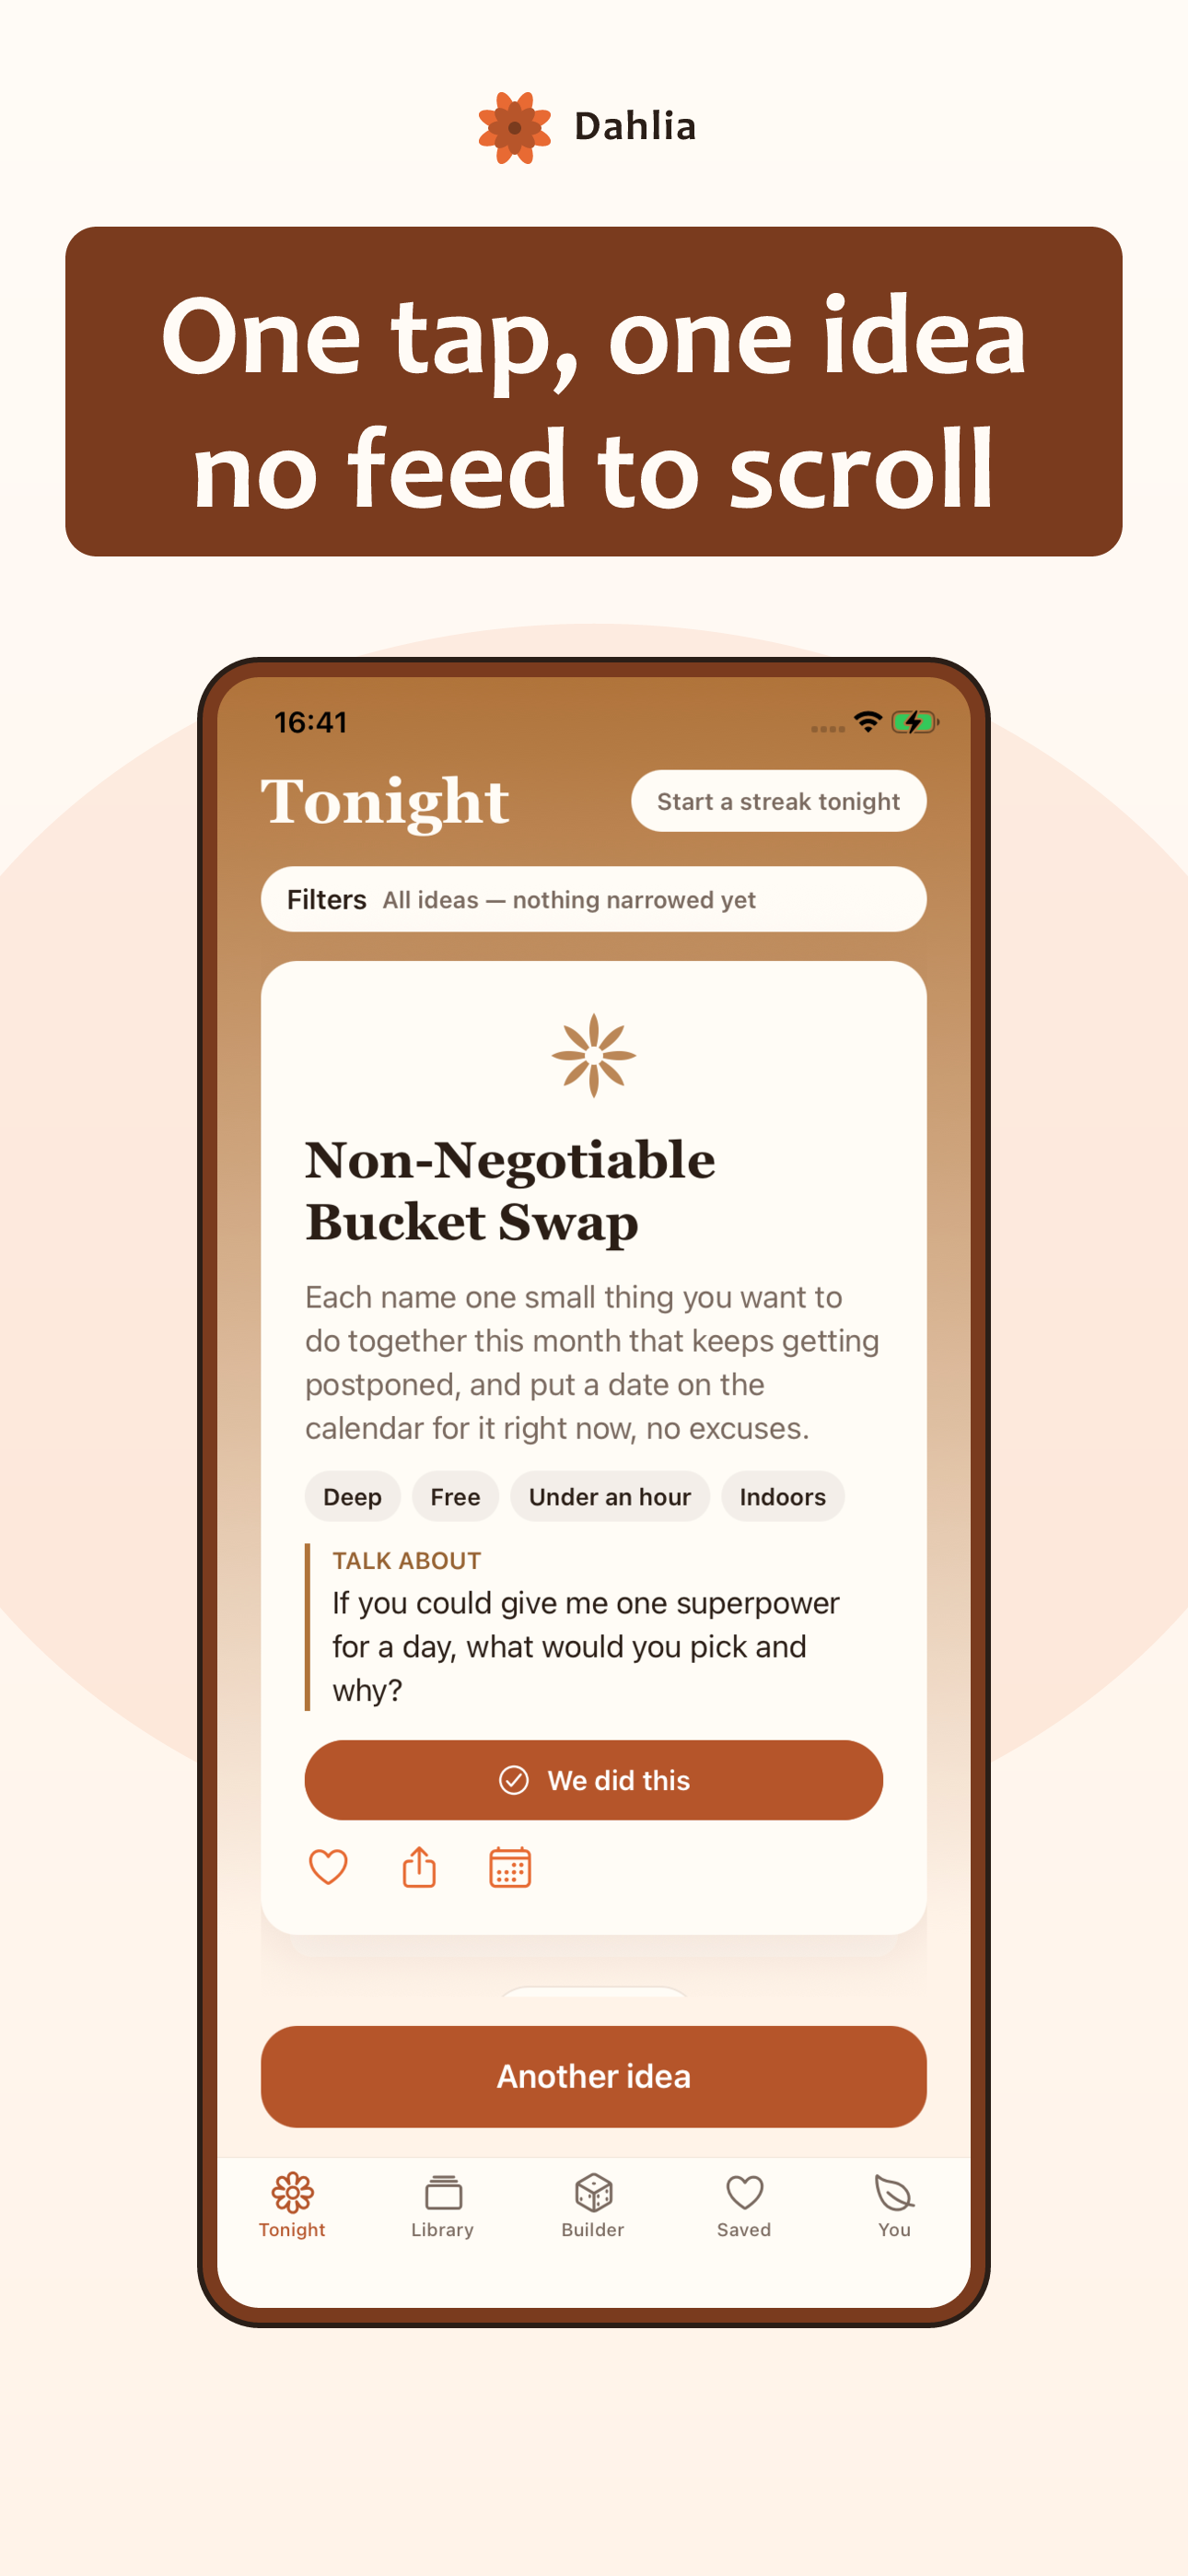 Dahlia
One tap, one idea
no feed to scroll
16:41
Tonight
Start a streak tonight
Filters All ideas — nothing narrowed yet
Non-Negotiable
Bucket Swap
Each name one small thing you want to
do together this month that keeps getting
postponed, and put a date on the
calendar for it right now, no excuses.
Deep Free Under an hour Indoors
TALK ABOUT
If you could give me one superpower
for a day, what would you pick and
why?
We did this
Another idea
Tonight Library Builder Saved You